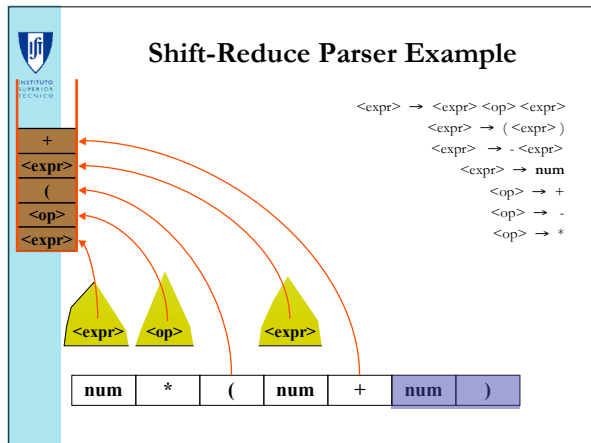 Shift-Reduce Parser Example
IST
INSTITUTO
SUPERIOR
TÉCNICO
<expr> → <expr> <op> <expr>
<expr> → ( <expr> )
<expr> → - <expr>
<expr> → num
<op> → +
<op> → -
<op> → *
+
<expr>
(
<op>
<expr>
<expr> <op> <expr>
num * ( num + num )